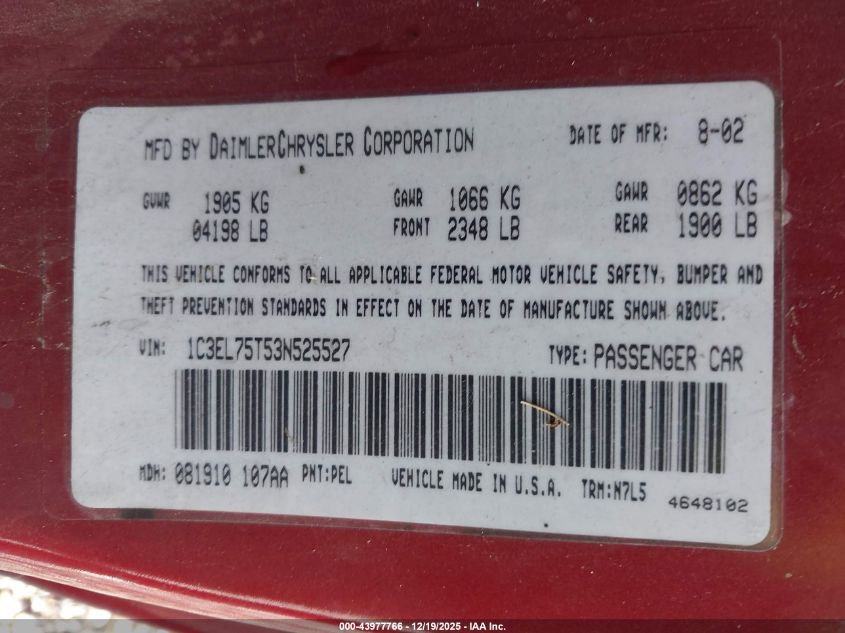 MFD BY DAIMLERCHRYSLER CORPORATION DATE OF MFR: 8-02
GVWR 1905 KG GAWR 1066 KG GAWR 0862 KG
04198 LB FRONT 2348 LB REAR 1900 LB
THIS VEHICLE CONFORMS TO ALL APPLICABLE FEDERAL MOTOR VEHICLE SAFETY, BUMPER AND
THEFT PREVENTION STANDARDS IN EFFECT ON THE DATE OF MANUFACTURE SHOWN ABOVE.
VIN: 1C3EL75T53N525527 TYPE: PASSENGER CAR
MDH: 081910 107AA PNT:PEL VEHICLE MADE IN U.S.A. TRM:N7L5 4648102
000-43977766 - 12/19/2025 - IAA Inc.